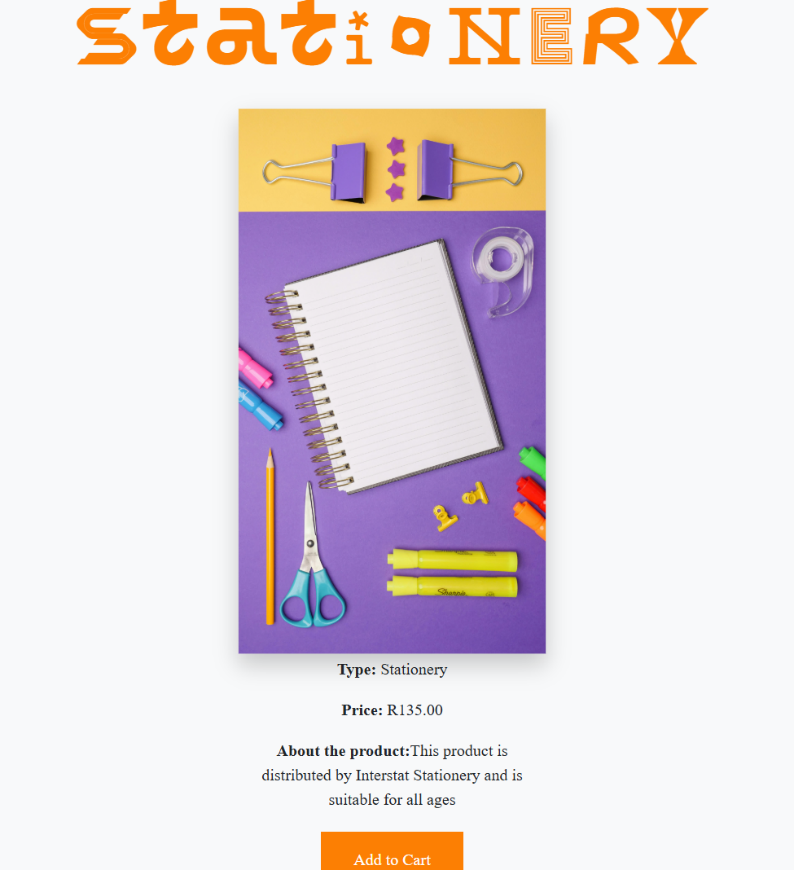 statioNERY
Sharpie
Type: Stationery
Price: R135.00
About the product:This product is
distributed by Interstat Stationery and is
suitable for all ages
Add to Cart